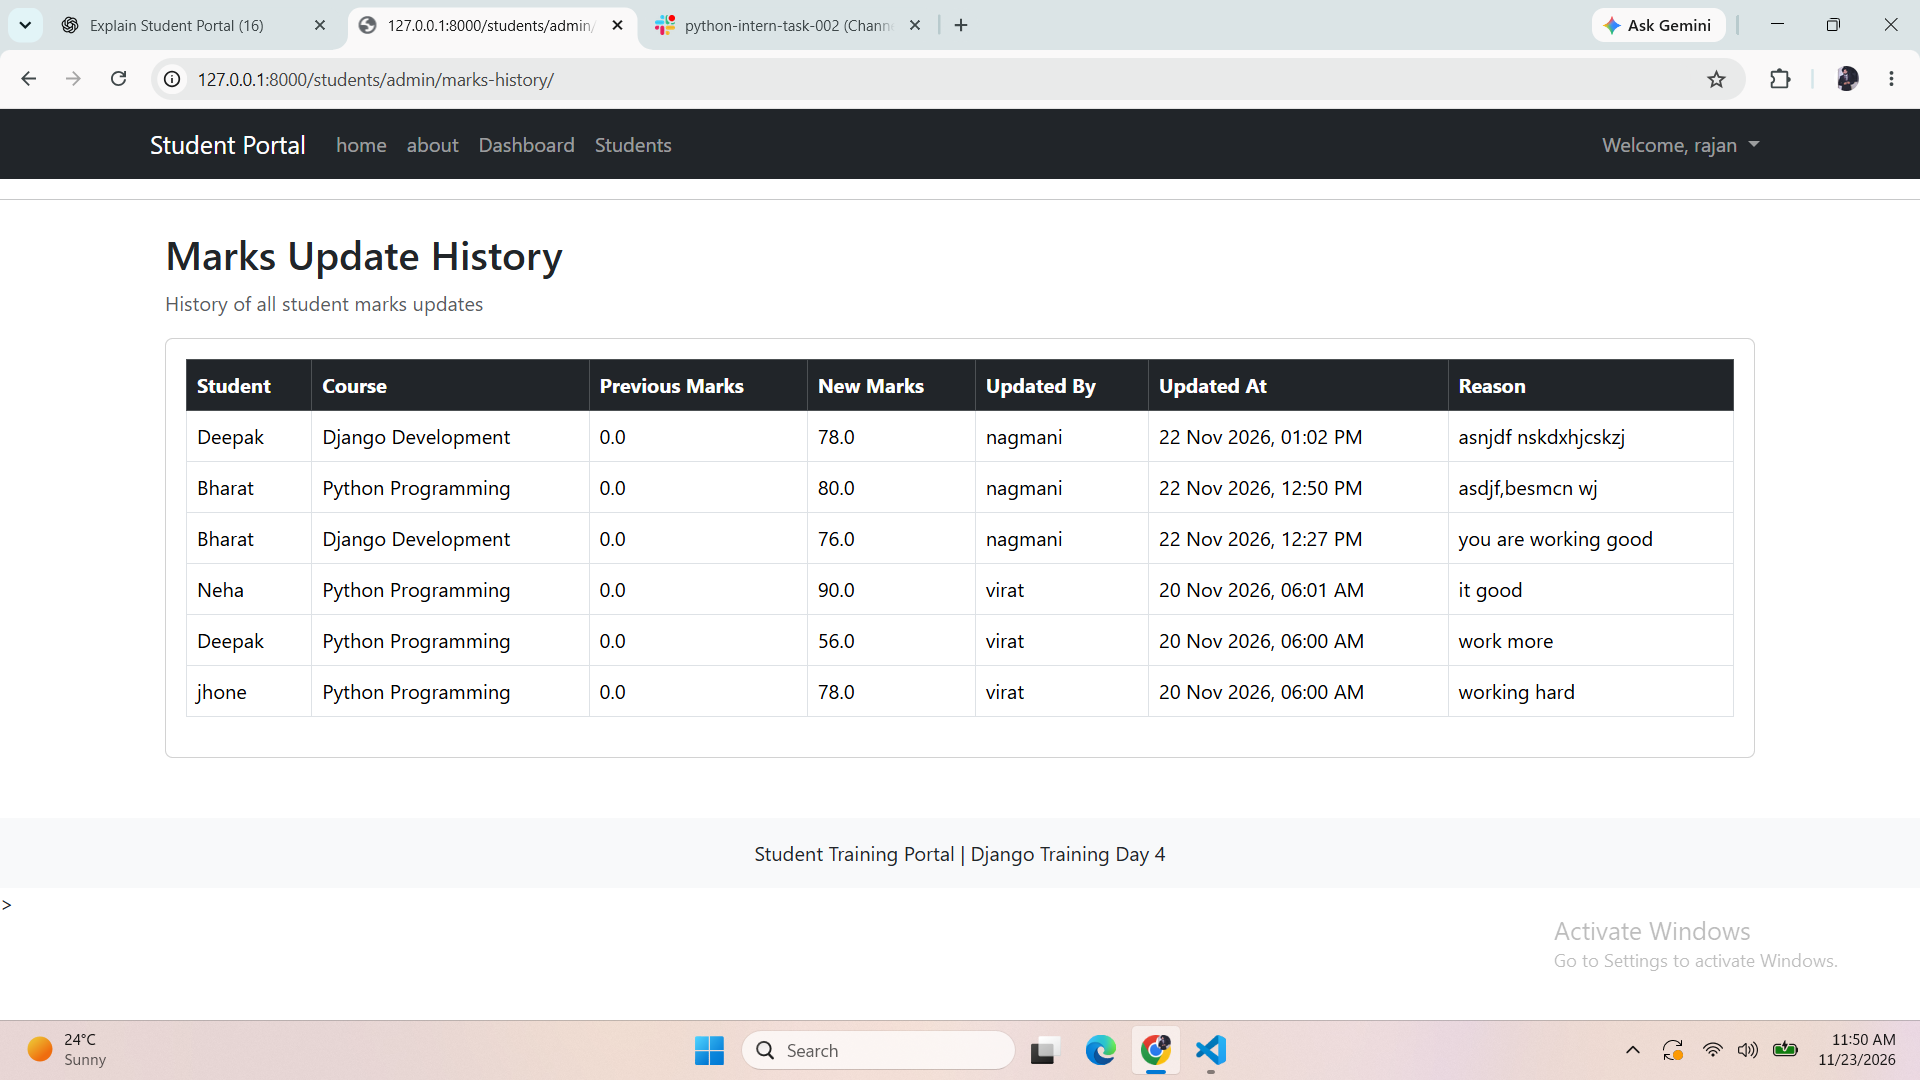 Explain Student Portal (16)
127.0.0.1:8000/students/admin/
python-intern-task-002 (Chann
Ask Gemini
127.0.0.1:8000/students/admin/marks-history/
Student Portal home about Dashboard Students Welcome, rajan
Marks Update History
History of all student marks updates
Student Course Previous Marks New Marks Updated By Updated At Reason
Deepak Django Development 0.0 78.0 nagmani 22 Nov 2026, 01:02 PM asnjdf nskdxhjcskzj
Bharat Python Programming 0.0 80.0 nagmani 22 Nov 2026, 12:50 PM asdjf,besmcn wj
Bharat Django Development 0.0 76.0 nagmani 22 Nov 2026, 12:27 PM you are working good
Neha Python Programming 0.0 90.0 virat 20 Nov 2026, 06:01 AM it good
Deepak Python Programming 0.0 56.0 virat 20 Nov 2026, 06:00 AM work more
jhone Python Programming 0.0 78.0 virat 20 Nov 2026, 06:00 AM working hard
Student Training Portal | Django Training Day 4
>
Activate Windows
Go to Settings to activate Windows.
24°C
Sunny
Search
11:50 AM
11/23/2026